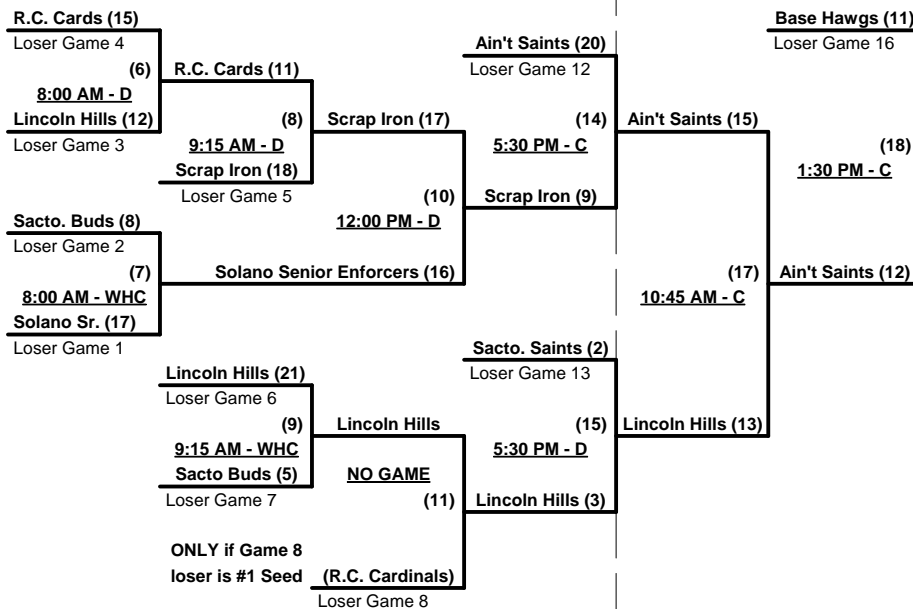 R.C. Cards (15)
Base Hawgs (11)
Loser Game 4
Ain't Saints (20)
Loser Game 16
(6)
R.C. Cards (11)
Loser Game 12
8:00 AM - D
Lincoln Hills (12)
(8)
Scrap Iron (17)
(14)
Ain't Saints (15)
Loser Game 3
9:15 AM - D
5:30 PM - C
(18)
Scrap Iron (18)
1:30 PM - C
Loser Game 5
(10)
Scrap Iron (9)
Sacto. Buds (8)
12:00 PM - D
Loser Game 2
(7)
Solano Senior Enforcers (16)
(17)
Ain't Saints (12)
8:00 AM - WHC
10:45 AM - C
Solano Sr. (17)
Loser Game 1
Sacto. Saints (2)
Lincoln Hills (21)
Loser Game 13
Loser Game 6
(9)
Lincoln Hills
(15)
Lincoln Hills (13)
9:15 AM - WHC
5:30 PM - D
Sacto Buds (5)
NO GAME
Loser Game 7
(11)
Lincoln Hills (3)
ONLY if Game 8
loser is #1 Seed
(R.C. Cardinals)
Loser Game 8